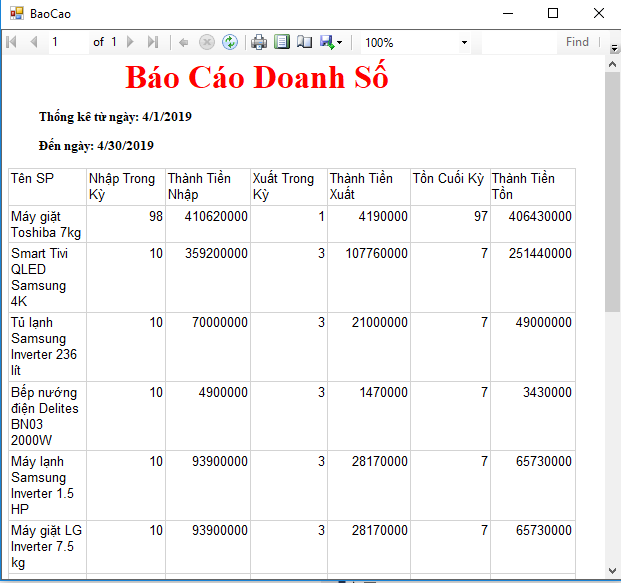 BaoCao
1 of 1 100% Find
Báo Cáo Doanh Số
Thống kê từ ngày: 4/1/2019
Đến ngày: 4/30/2019
Tên SP Nhập Trong Thành Tiền Xuất Trong Thành Tiền Tồn Cuối Kỳ Thành Tiền
Kỳ Nhập Kỳ Xuất Tồn
Máy giặt 98 410620000 1 4190000 97 406430000
Toshiba 7kg
Smart Tivi 10 359200000 3 107760000 7 251440000
QLED
Samsung
4K
Tủ lạnh 10 70000000 3 21000000 7 49000000
Samsung
Inverter 236
lít
Bếp nướng 10 4900000 3 1470000 7 3430000
điện Delites
BN03
2000W
Máy lạnh 10 93900000 3 28170000 7 65730000
Samsung
Inverter 1.5
HP
Máy giặt LG 10 93900000 3 28170000 7 65730000
Inverter 7.5
kg